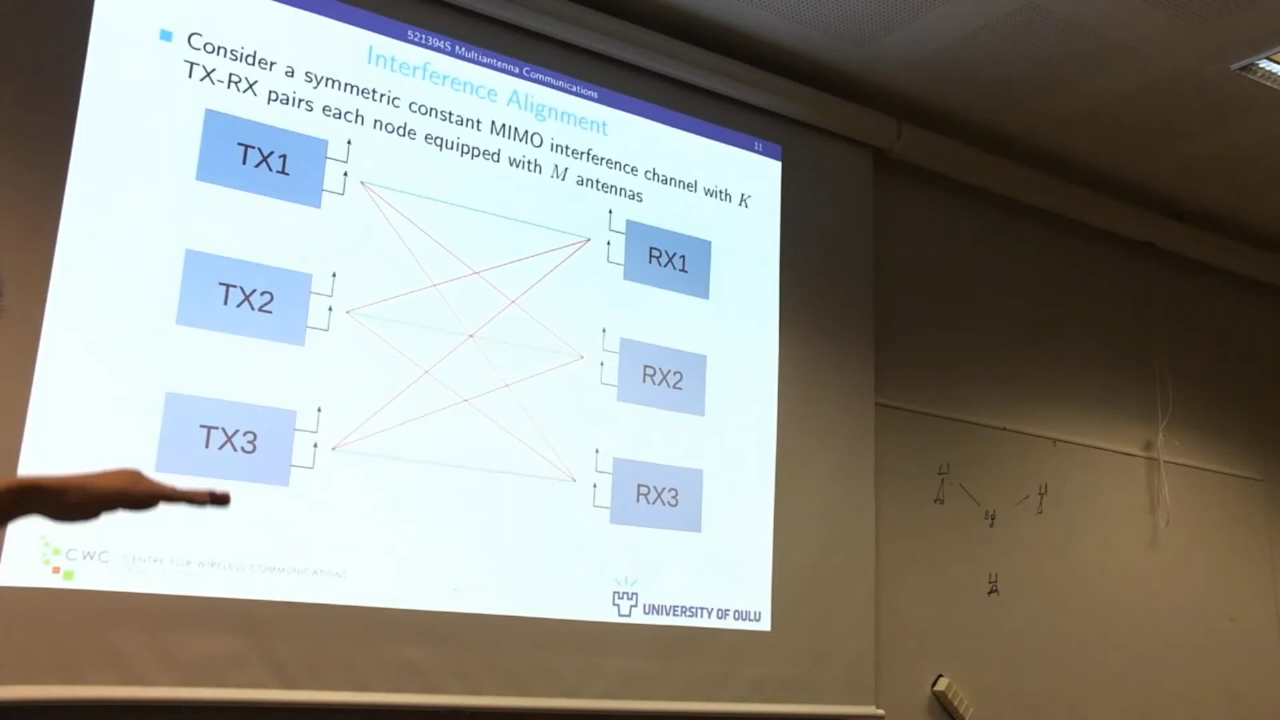 521394S Multiantenna Communications
11
Interference Alignment
Consider a symmetric constant MIMO interference channel with K
TX-RX pairs each node equipped with M antennas
TX1
RX1
TX2
RX2
TX3
RX3
CWC CENTRE FOR WIRELESS COMMUNICATIONS
UNIVERSITY OF OULU